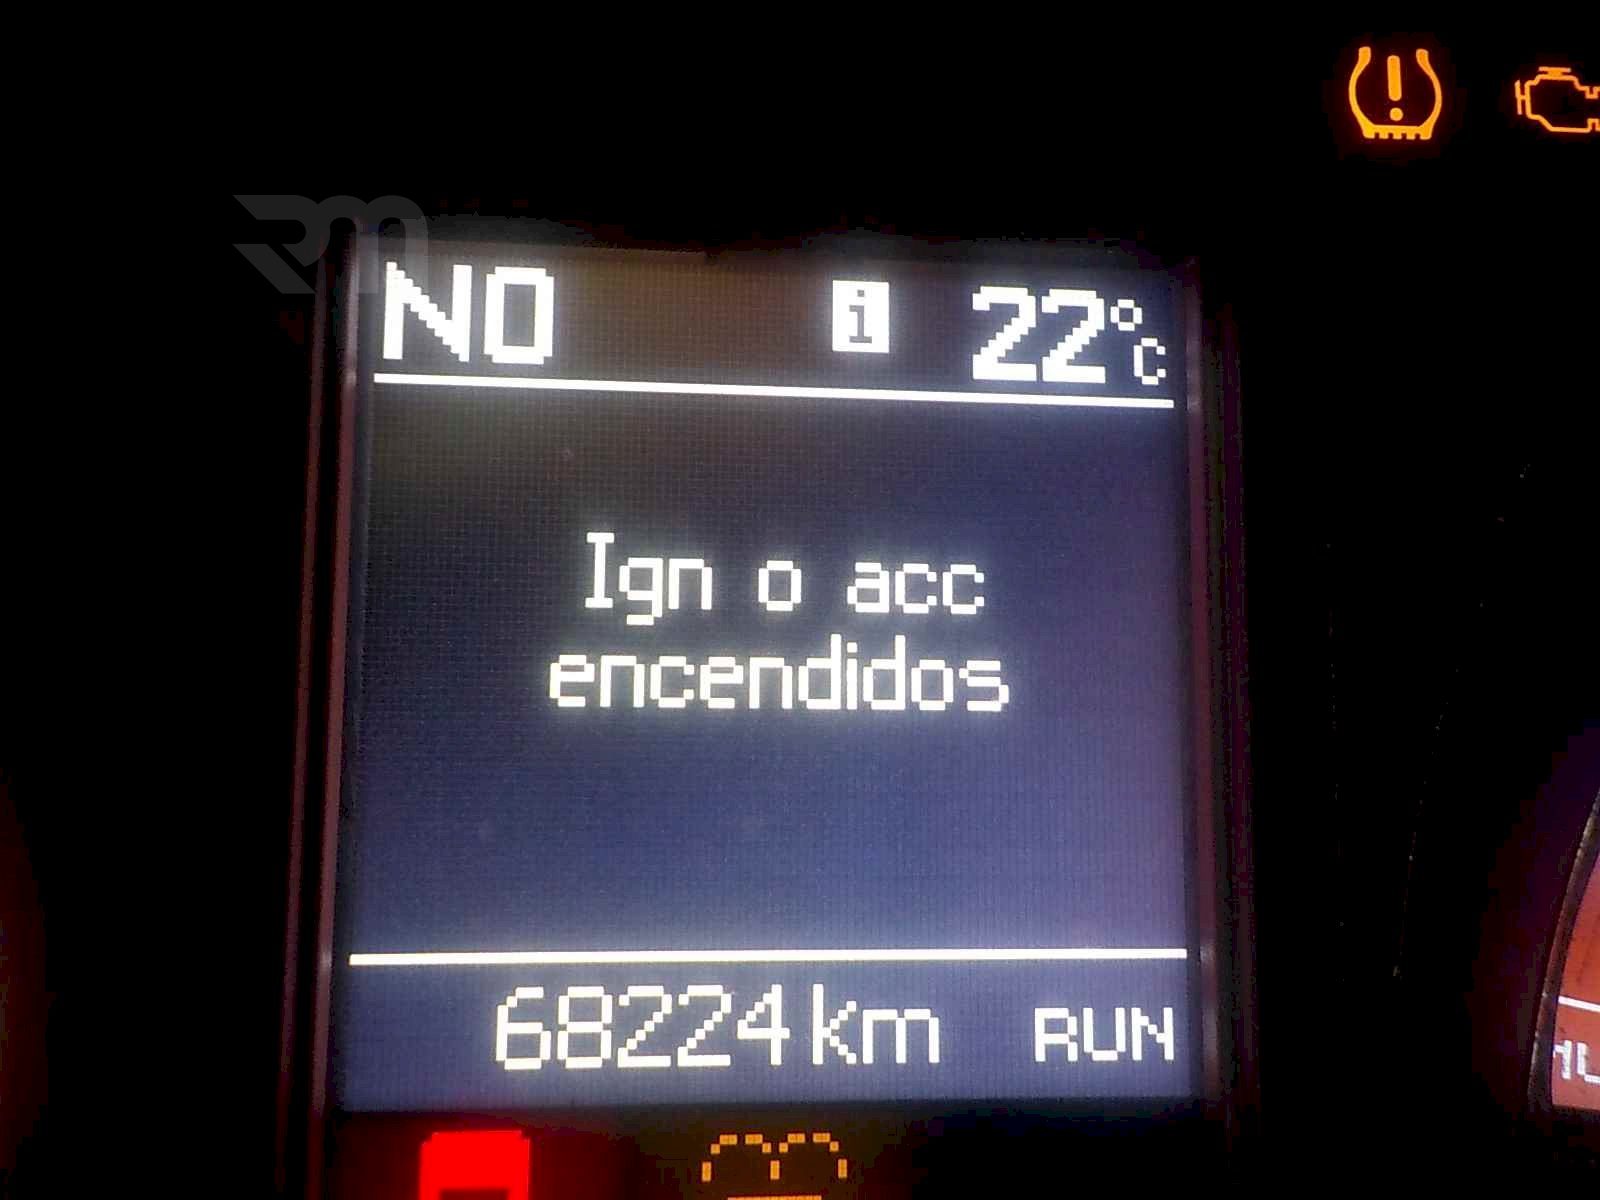 NO i 22°C
Ign o acc
encendidos
68224 km RUN